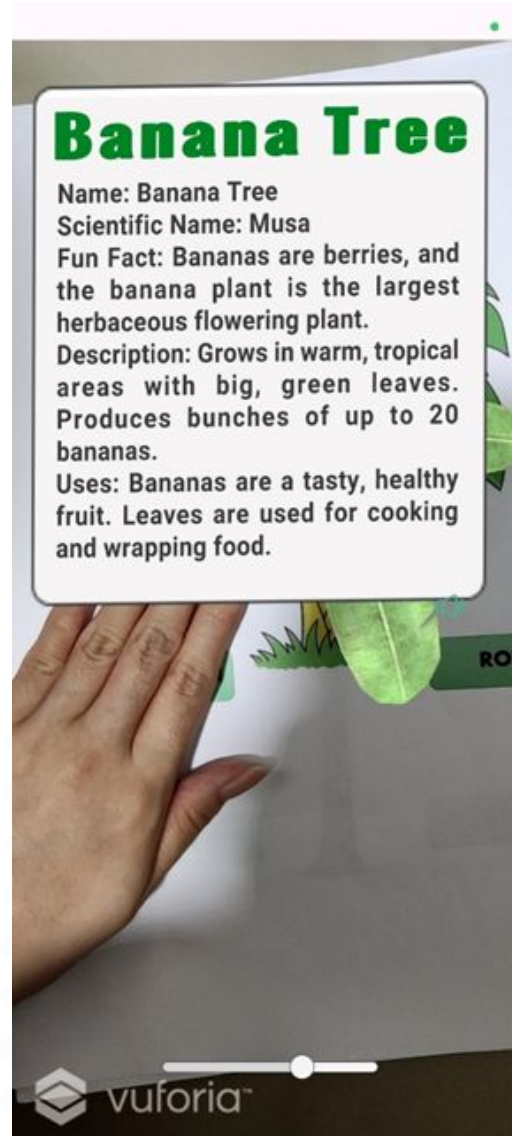 Banana Tree
Name: Banana Tree
Scientific Name: Musa
Fun Fact: Bananas are berries, and
the banana plant is the largest
herbaceous flowering plant.
Description: Grows in warm, tropical
areas with big, green leaves.
Produces bunches of up to 20
bananas.
Uses: Bananas are a tasty, healthy
fruit. Leaves are used for cooking
and wrapping food.
RO
vuforia™